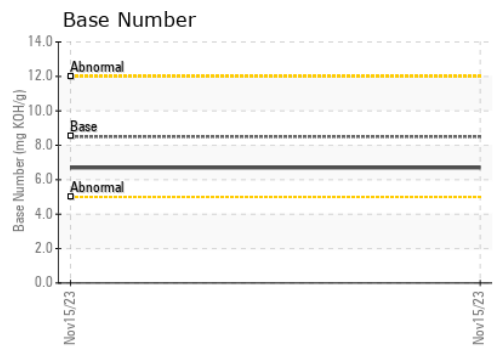 Base Number
14.0
Abnormal
12.0
10.0
Base
8.0
6.0
Abnormal
4.0
2.0
0.0
Base Number (mg KOH/g)
Nov15/23
Nov15/23